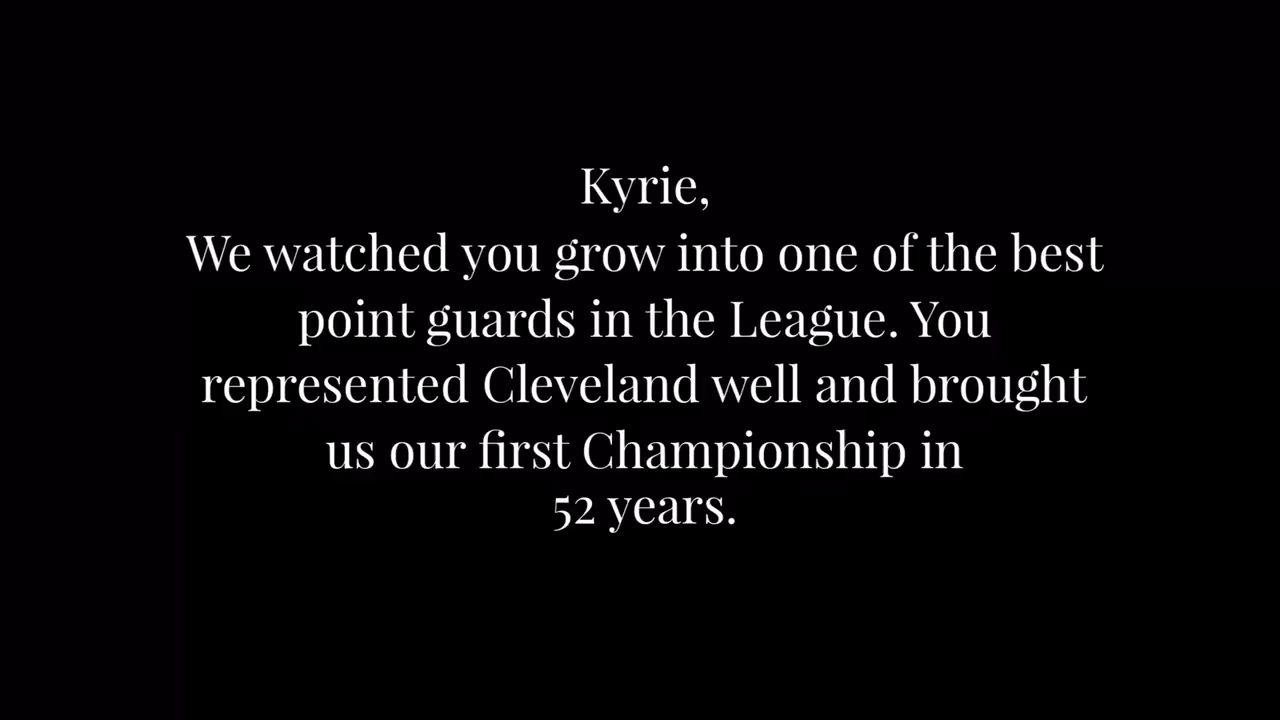 Kyrie,
We watched you grow into one of the best
point guards in the League. You
represented Cleveland well and brought
us our first Championship in
52 years.